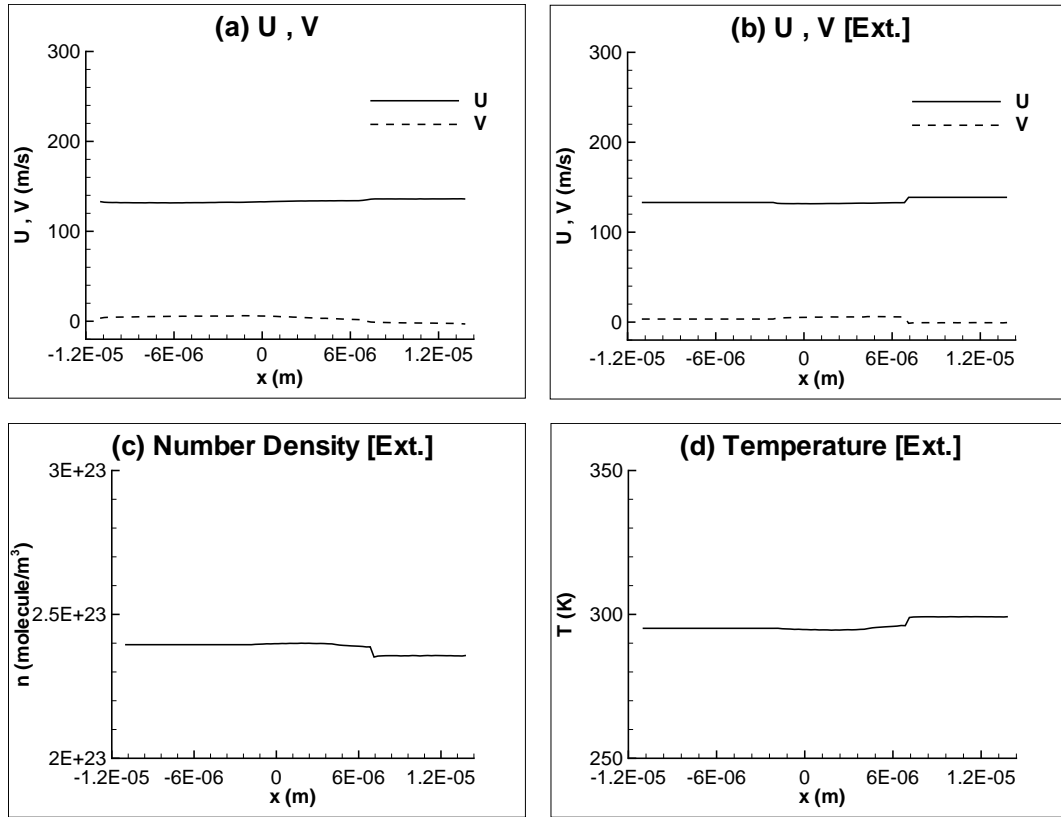 (a) U , V
300
200
100
0
U , V (m/s)
U
V
-1.2E-05 -6E-06 0 6E-06 1.2E-05
x (m)
(b) U , V [Ext.]
300
200
100
0
U , V (m/s)
U
V
-1.2E-05 -6E-06 0 6E-06 1.2E-05
x (m)
(c) Number Density [Ext.]
3E+23
2.5E+23
2E+23
n (molecule/m³)
-1.2E-05 -6E-06 0 6E-06 1.2E-05
x (m)
(d) Temperature [Ext.]
350
300
250
T (K)
-1.2E-05 -6E-06 0 6E-06 1.2E-05
x (m)